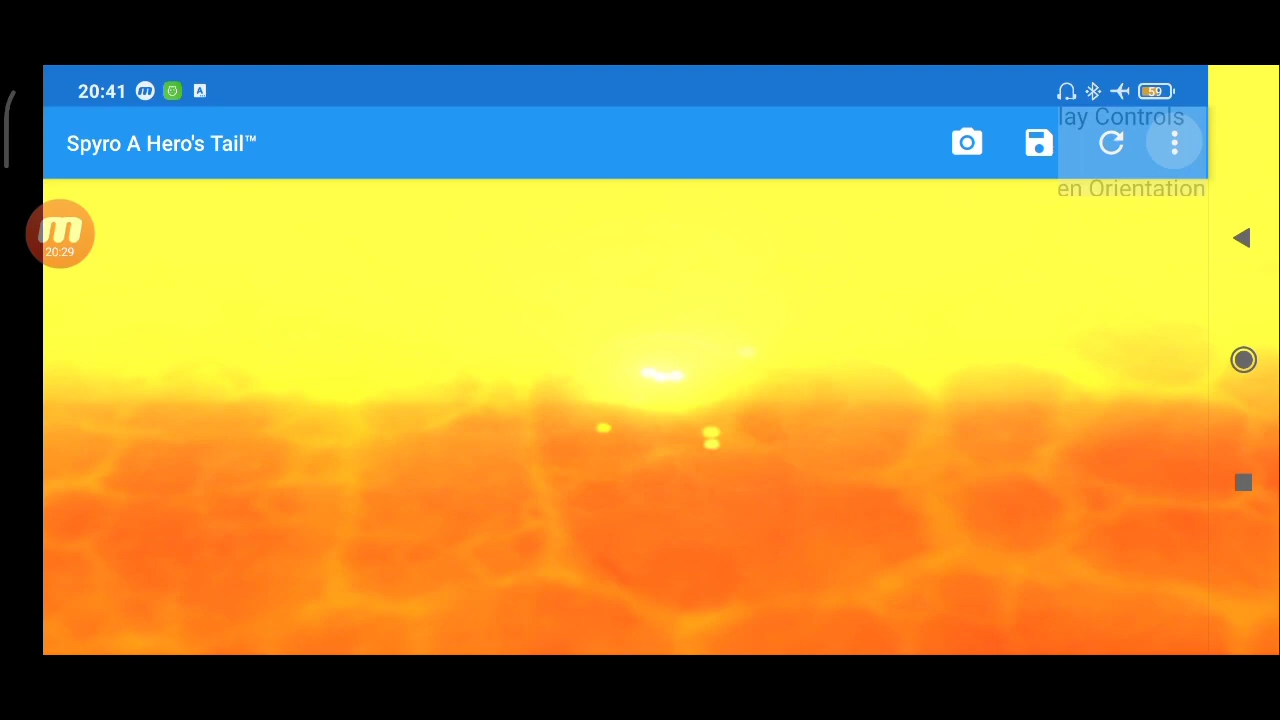 20:41
59
lay Controls
Spyro A Hero's Tail™
en Orientation
m
20:29